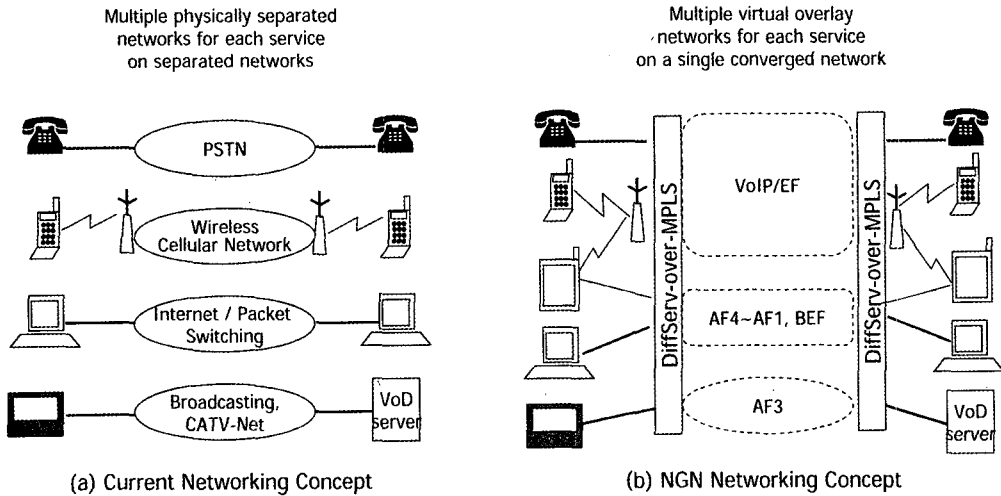 Multiple physically separated
networks for each service
on separated networks
PSTN
Wireless
Cellular Network
Internet / Packet
Switching
Broadcasting,
CATV-Net
VoD
server
(a) Current Networking Concept
Multiple virtual overlay
networks for each service
on a single converged network
DiffServ-over-MPLS
VoIP/EF
AF4~AF1, BEF
AF3
DiffServ-over-MPLS
VoD
server
(b) NGN Networking Concept